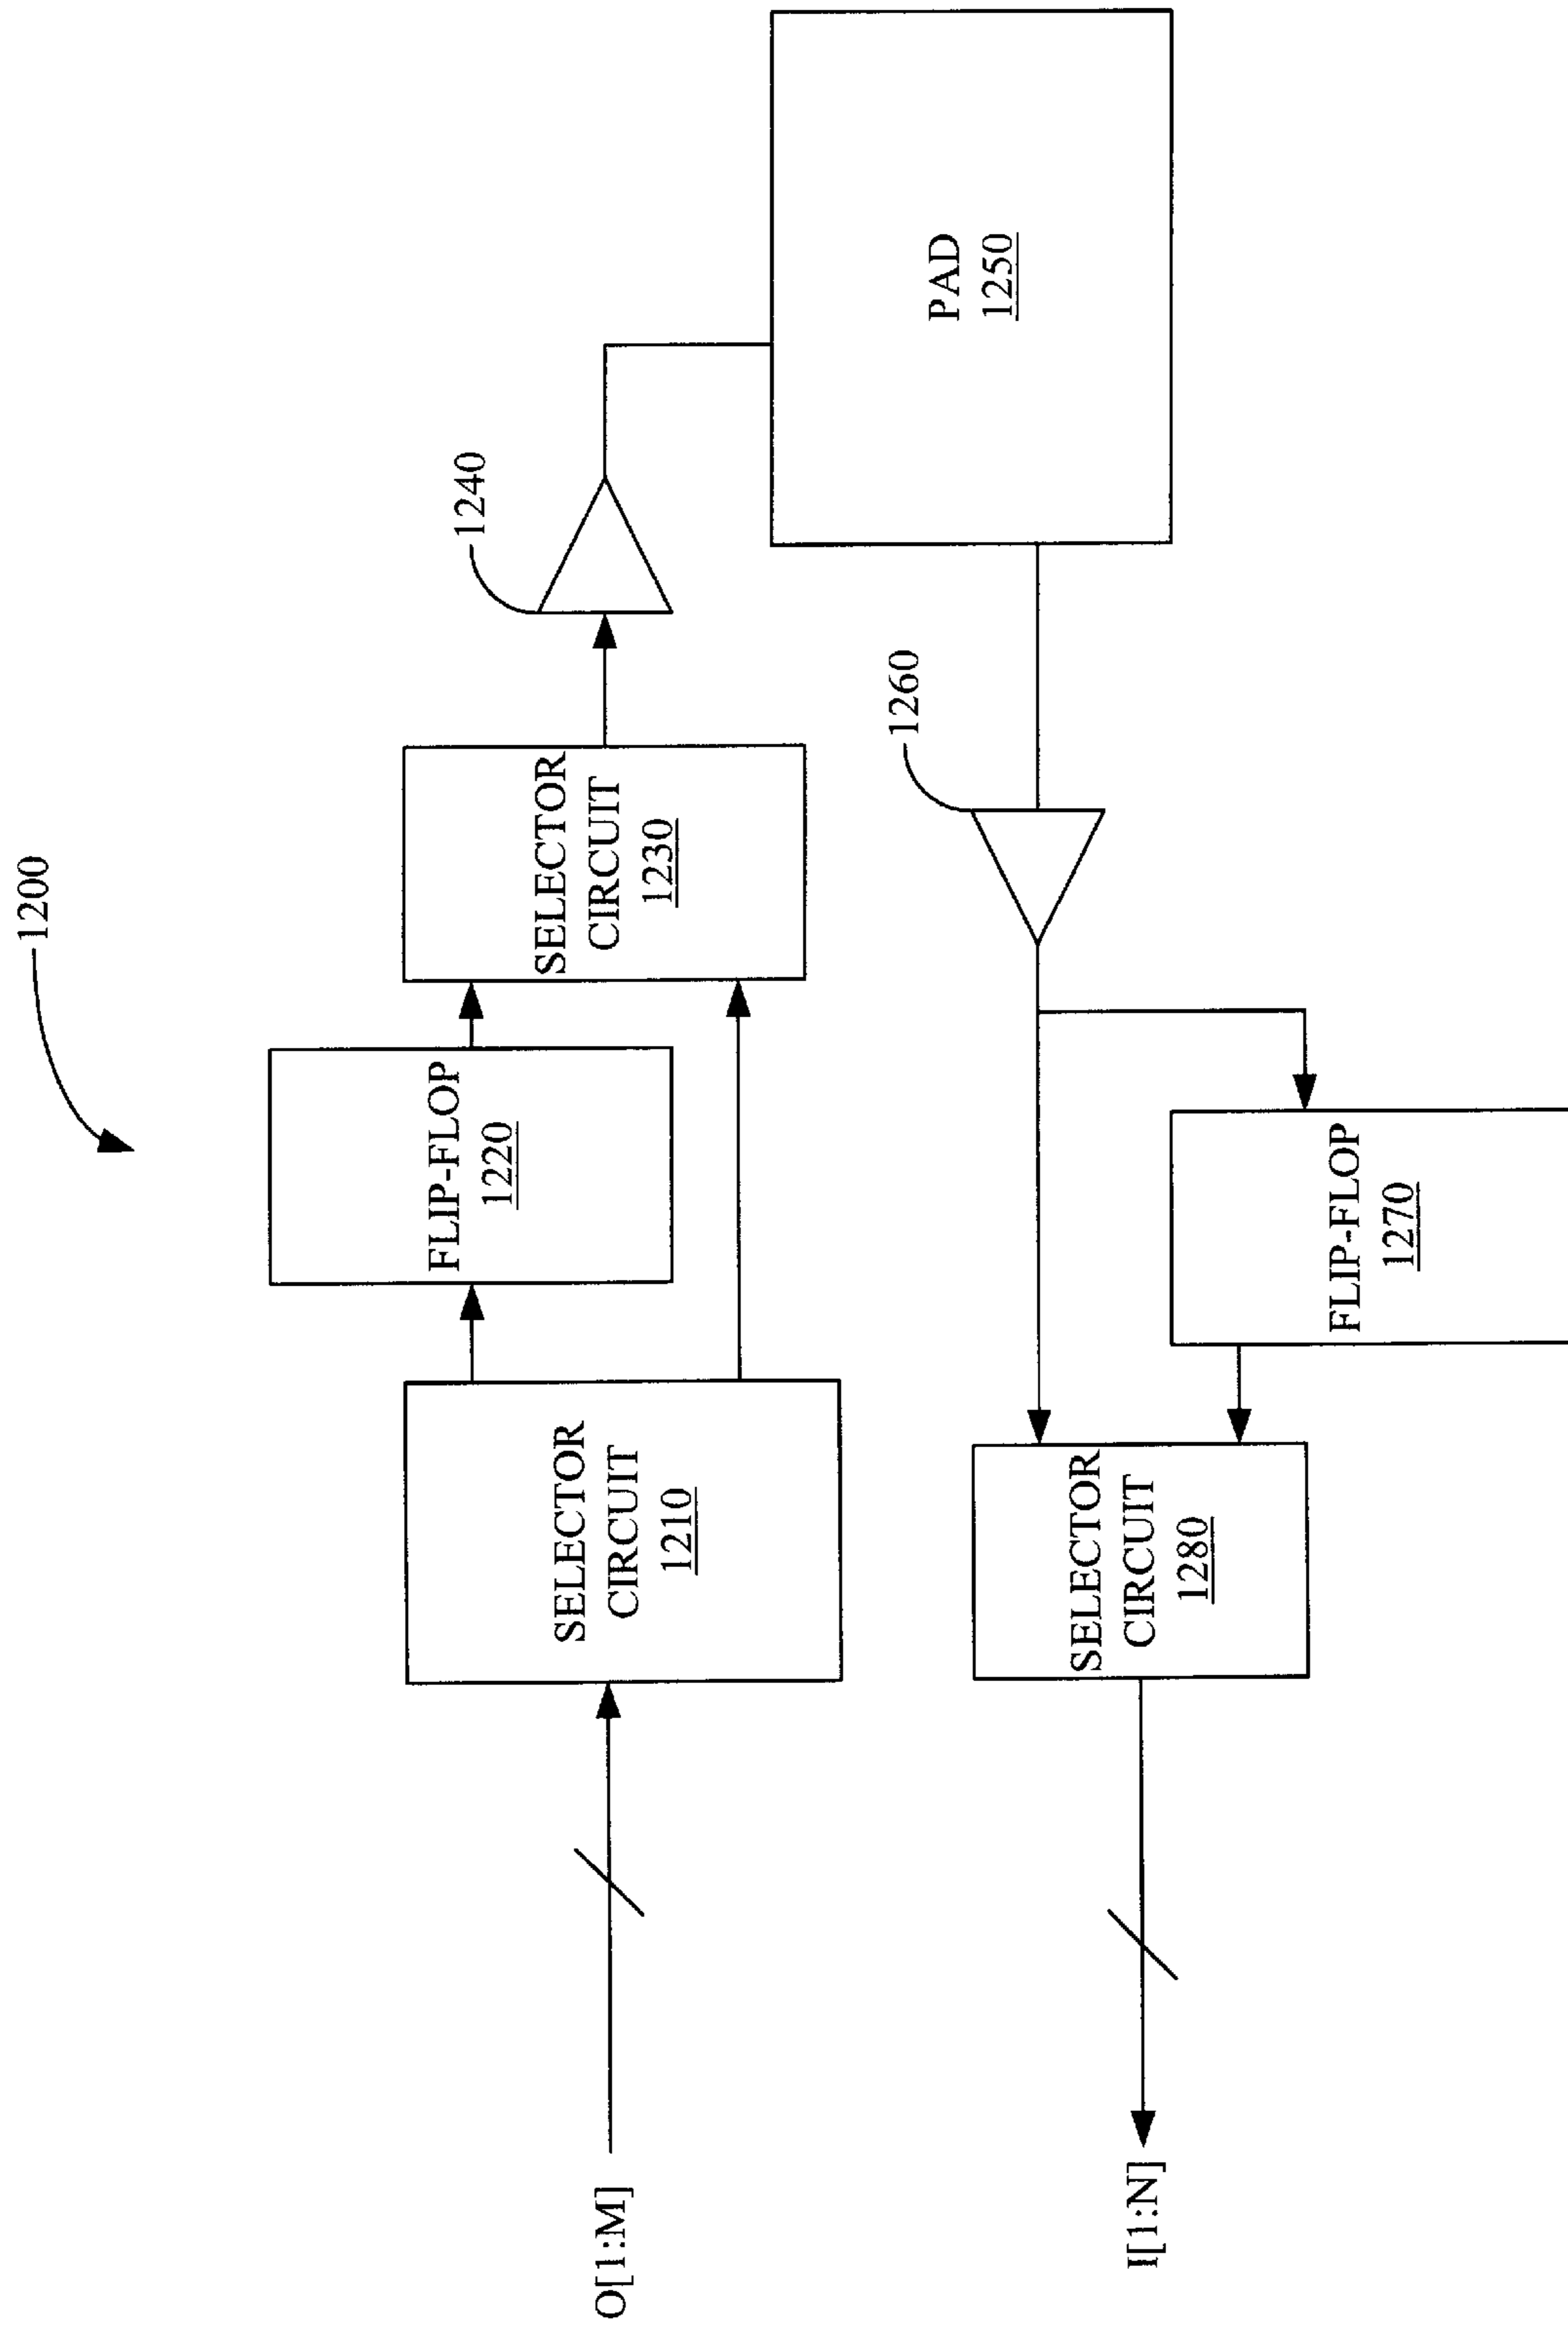 1200
O[1:M]
SELECTOR
CIRCUIT
1210
FLIP-FLOP
1220
SELECTOR
CIRCUIT
1230
1240
PAD
1250
1260
I[1:N]
SELECTOR
CIRCUIT
1280
FLIP-FLOP
1270